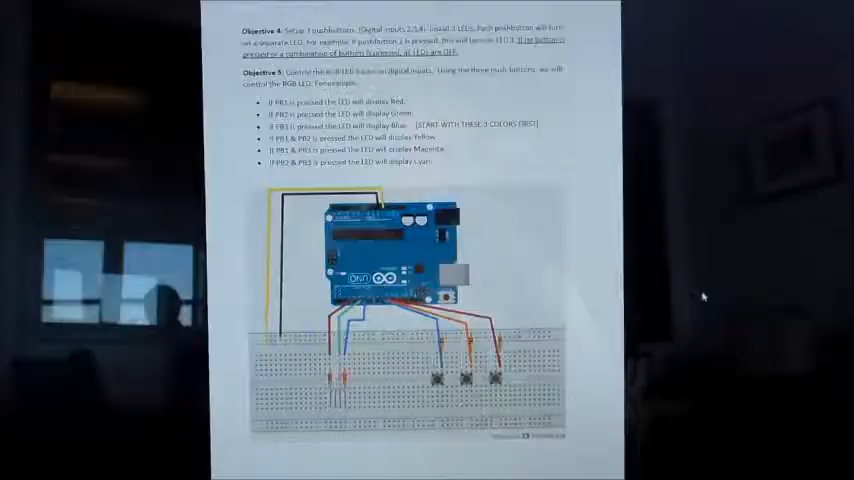 Objective 4: Setup 3 pushbuttons. (Digital inputs 2,3,4). Install 3 LEDs. Each pushbutton will turn
on a separate LED. For example: If pushbutton 1 is pressed, this will turn on LED 1. If no button is
pressed or a combination of buttons is pressed, all LEDs are OFF.
Objective 5: Control the RGB LED based on digital inputs. Using the three push buttons, we will
control the RGB LED. For example:
• If PB1 is pressed the LED will display Red.
• If PB2 is pressed the LED will display Green.
• If PB3 is pressed the LED will display Blue. [START WITH THESE 3 COLORS FIRST]
• If PB1 & PB2 is pressed the LED will display Yellow
• If PB1 & PB3 is pressed the LED will display Magenta
• If PB2 & PB3 is pressed the LED will display Cyan.
UNO